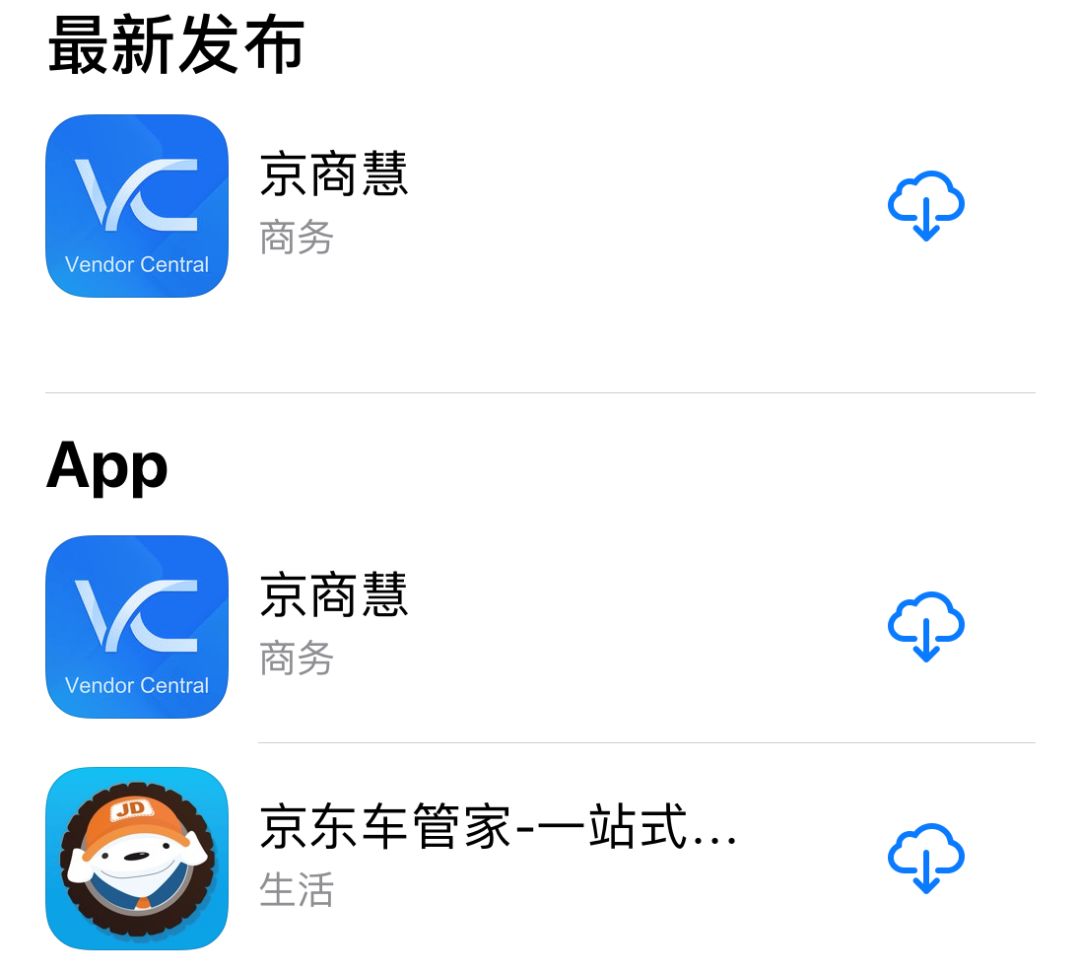 最新发布
VC
Vendor Central
京商慧
商务
App
VC
Vendor Central
京商慧
商务
JD
京东车管家-一站式...
生活